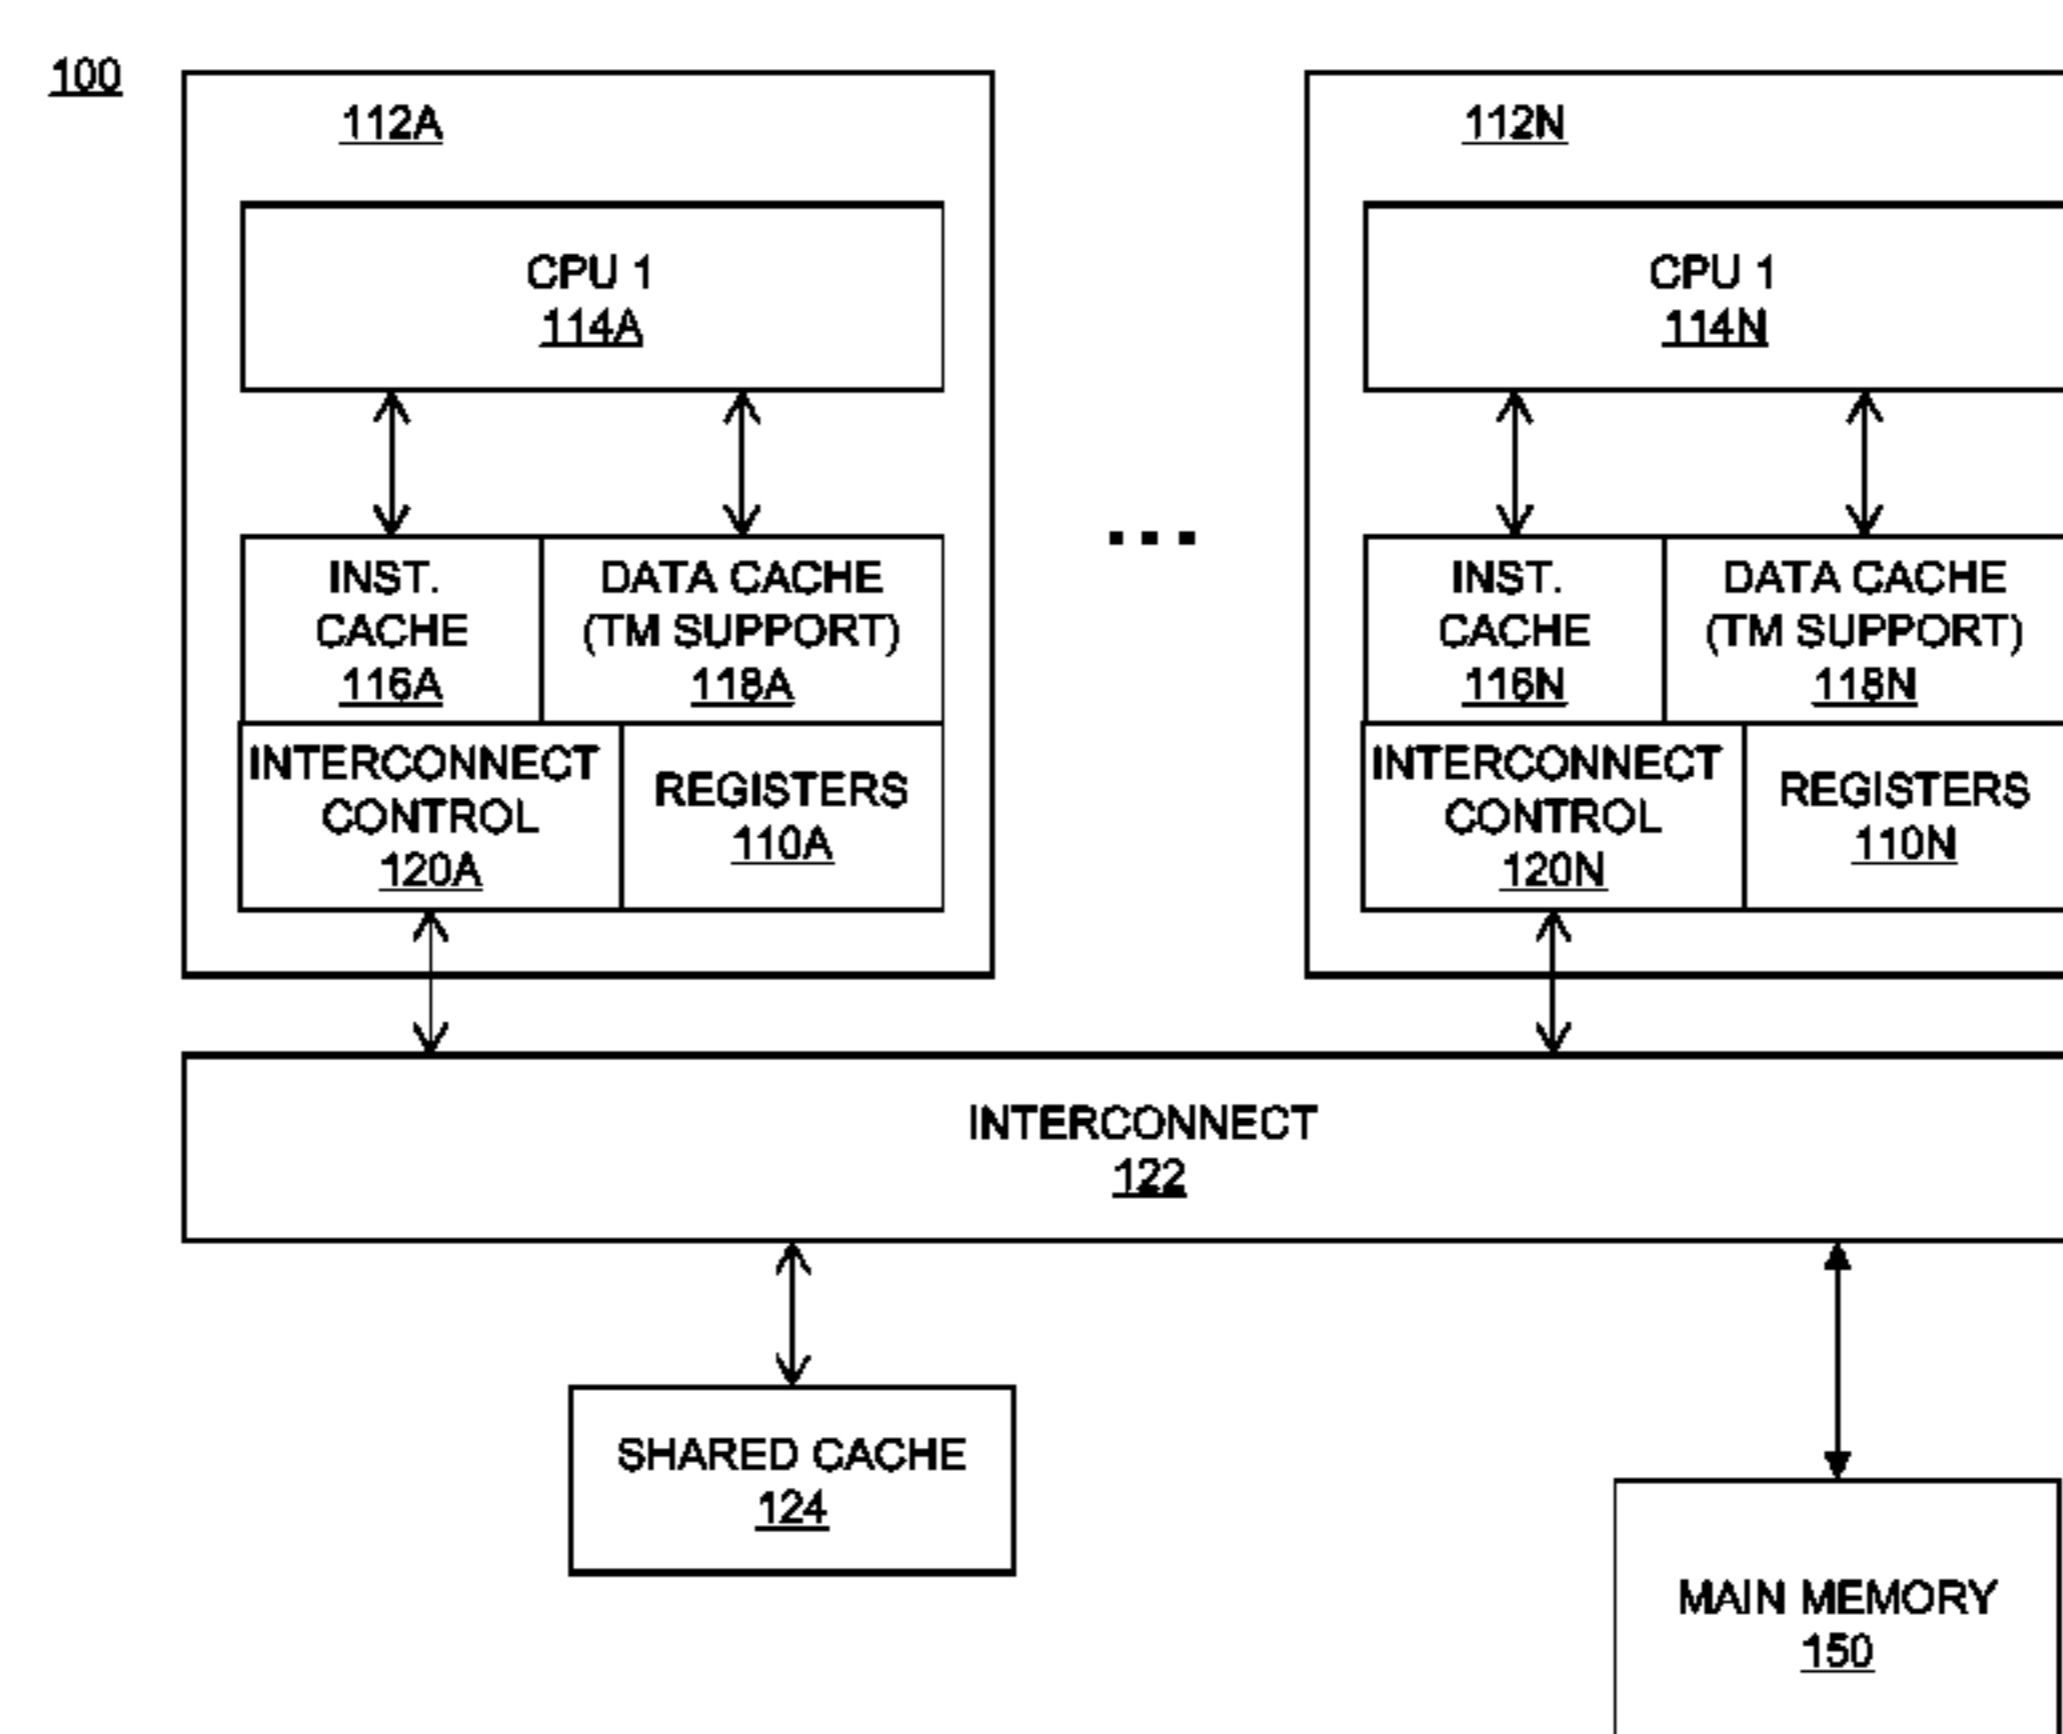 100
112A
CPU 1
114A
INST.
CACHE
116A
DATA CACHE
(TM SUPPORT)
118A
INTERCONNECT
CONTROL
120A
REGISTERS
110A
...
112N
CPU 1
114N
INST.
CACHE
116N
DATA CACHE
(TM SUPPORT)
118N
INTERCONNECT
CONTROL
120N
REGISTERS
110N
INTERCONNECT
122
SHARED CACHE
124
MAIN MEMORY
150